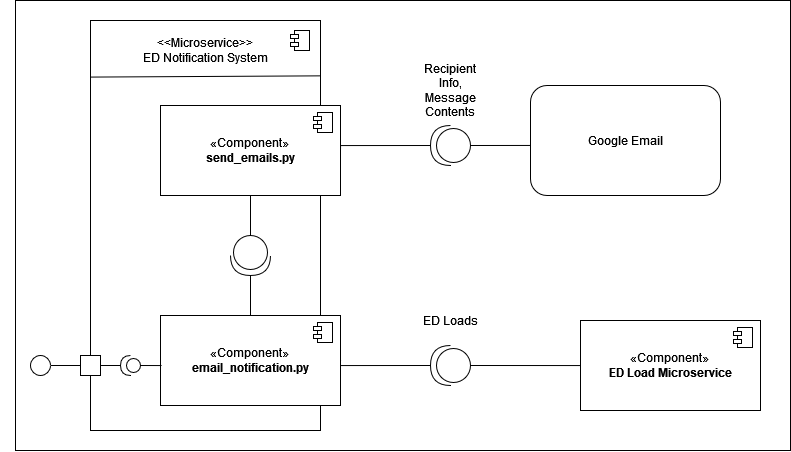 <<Microservice>>
ED Notification System
«Component»
send_emails.py
Recipient
Info,
Message
Contents
Google Email
«Component»
email_notification.py
ED Loads
«Component»
ED Load Microservice